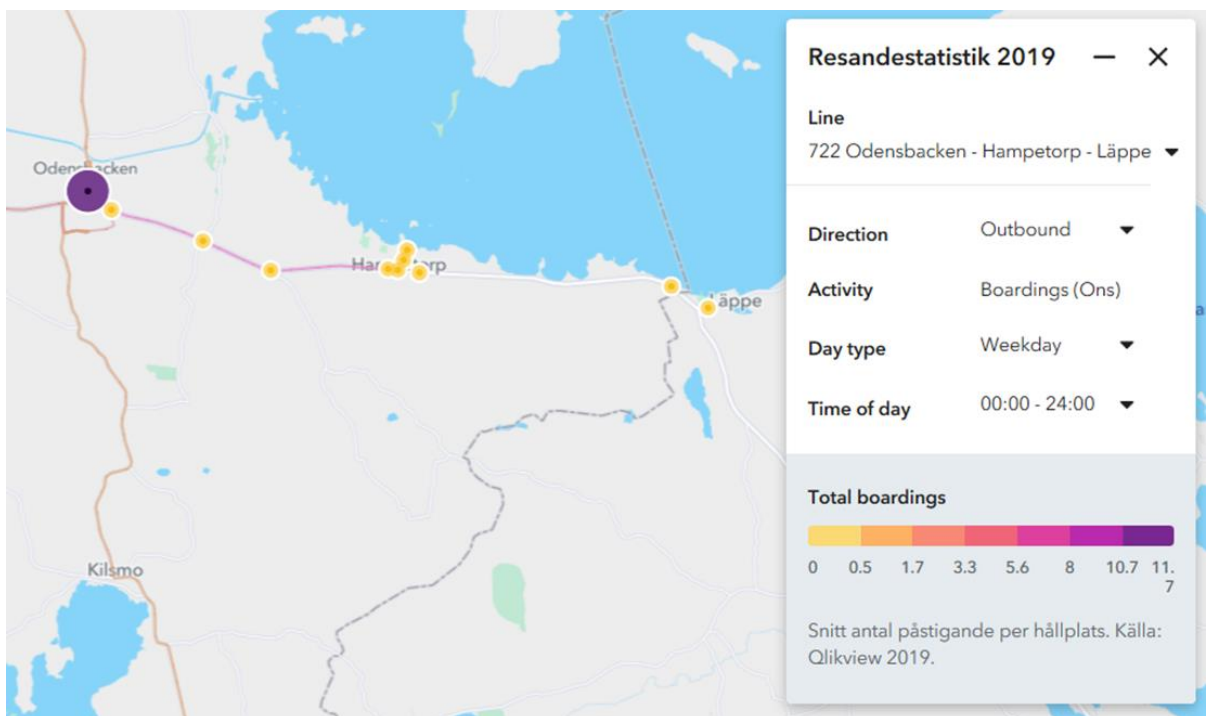 Resandestatistik 2019
Line
722 Odensbacken - Hampetorp - Läppe
Direction
Outbound
Activity
Boardings (Ons)
Day type
Weekday
Time of day
00:00 - 24:00
Total boardings
0 0.5 1.7 3.3 5.6 8 10.7 11.
7
Snitt antal påstigande per hållplats. Källa:
Qlikview 2019.
Odensbacken
Hampetorp
Läppe
Kilsmo